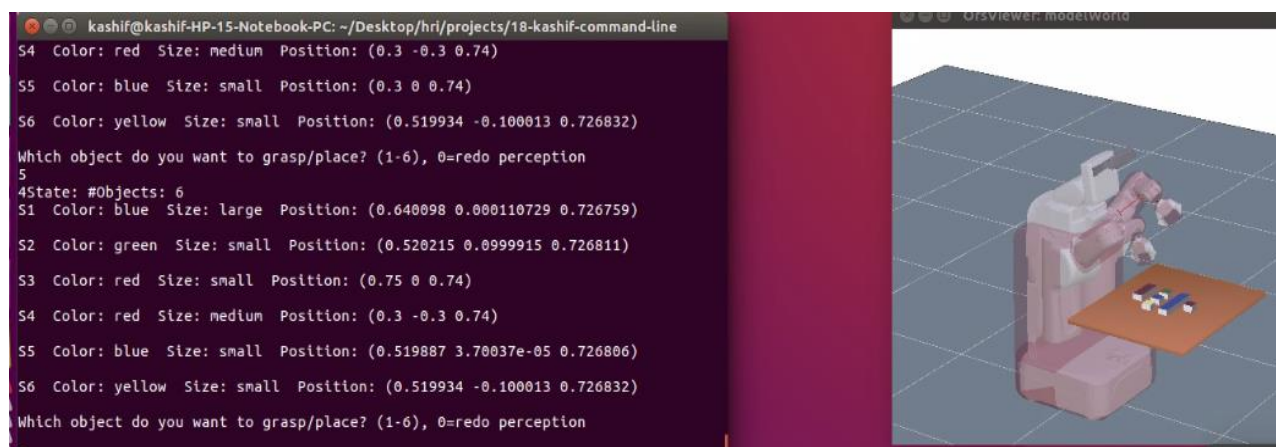 kashif@kashif-HP-15-Notebook-PC: ~/Desktop/hri/projects/18-kashif-command-line
S4 Color: red Size: medium Position: (0.3 -0.3 0.74)
S5 Color: blue Size: small Position: (0.3 0 0.74)
S6 Color: yellow Size: small Position: (0.519934 -0.100013 0.726832)
Which object do you want to grasp/place? (1-6), 0=redo perception
5
4State: #Objects: 6
S1 Color: blue Size: large Position: (0.640098 0.000110729 0.726759)
S2 Color: green Size: small Position: (0.520215 0.0999915 0.726811)
S3 Color: red Size: small Position: (0.75 0 0.74)
S4 Color: red Size: medium Position: (0.3 -0.3 0.74)
S5 Color: blue Size: small Position: (0.519887 3.70037e-05 0.726806)
S6 Color: yellow Size: small Position: (0.519934 -0.100013 0.726832)
Which object do you want to grasp/place? (1-6), 0=redo perception
OrsViewer: modelWorld